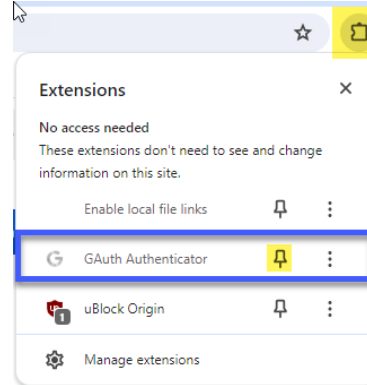 Extensions
No access needed
These extensions don't need to see and change
information on this site.
Enable local file links
G GAuth Authenticator
1 uBlock Origin
Manage extensions